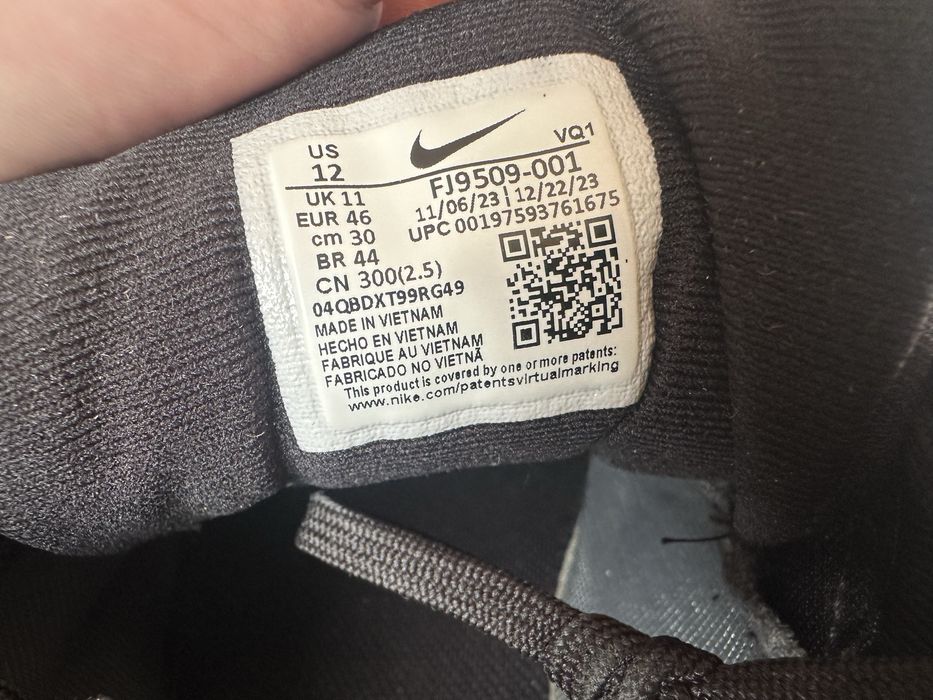 US
12
VQ1
FJ9509-001
11/06/23 | 12/22/23
UPC 00197593761675
UK 11
EUR 46
cm 30
BR 44
CN 300(2.5)
04QBDXT99RG49
MADE IN VIETNAM
HECHO EN VIETNAM
FABRIQUE AU VIETNAM
FABRICADO NO VIETNÃ
This product is covered by one or more patents:
www.nike.com/patentsvirtualmarking